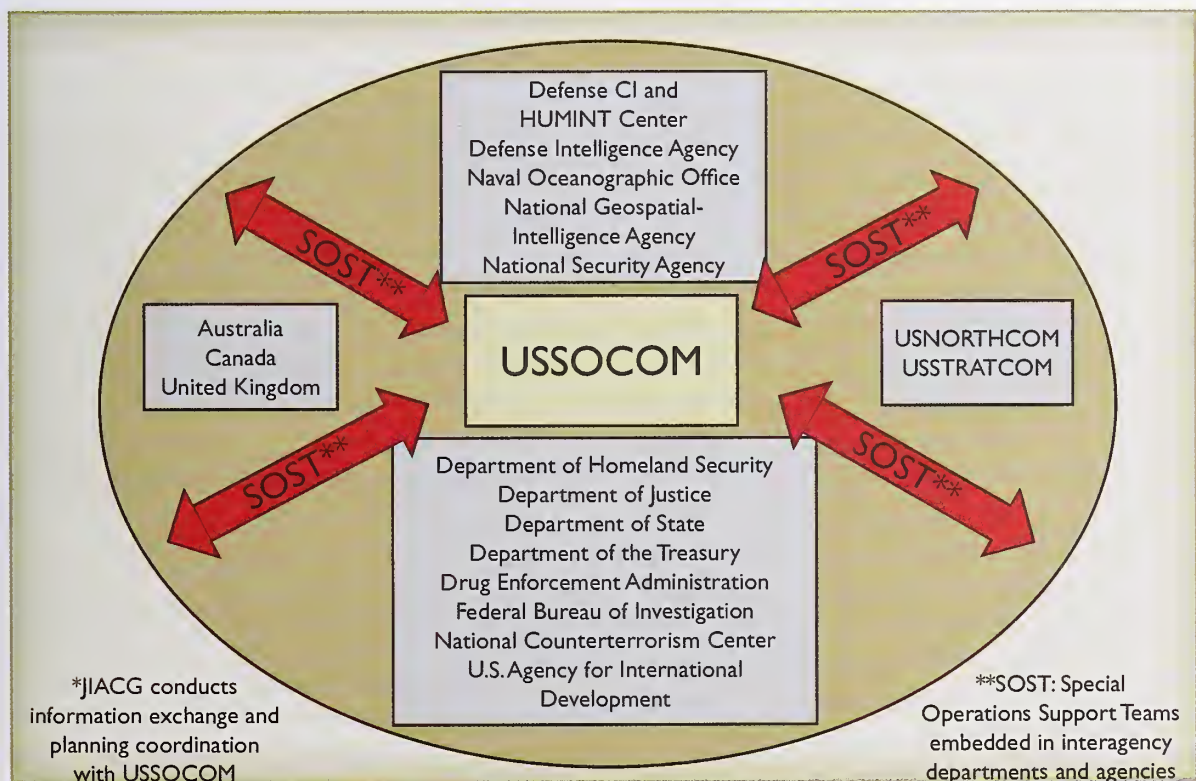 Defense CI and
HUMINT Center
Defense Intelligence Agency
Naval Oceanographic Office
National Geospatial-
Intelligence Agency
National Security Agency
SOST**
SOST**
Australia
Canada
United Kingdom
USSOCOM
USNORTHCOM
USSTRATCOM
SOST**
SOST**
Department of Homeland Security
Department of Justice
Department of State
Department of the Treasury
Drug Enforcement Administration
Federal Bureau of Investigation
National Counterterrorism Center
U.S. Agency for International
Development
*JIACG conducts
information exchange and
planning coordination
with USSOCOM
**SOST: Special
Operations Support Teams
embedded in interagency
departments and agencies